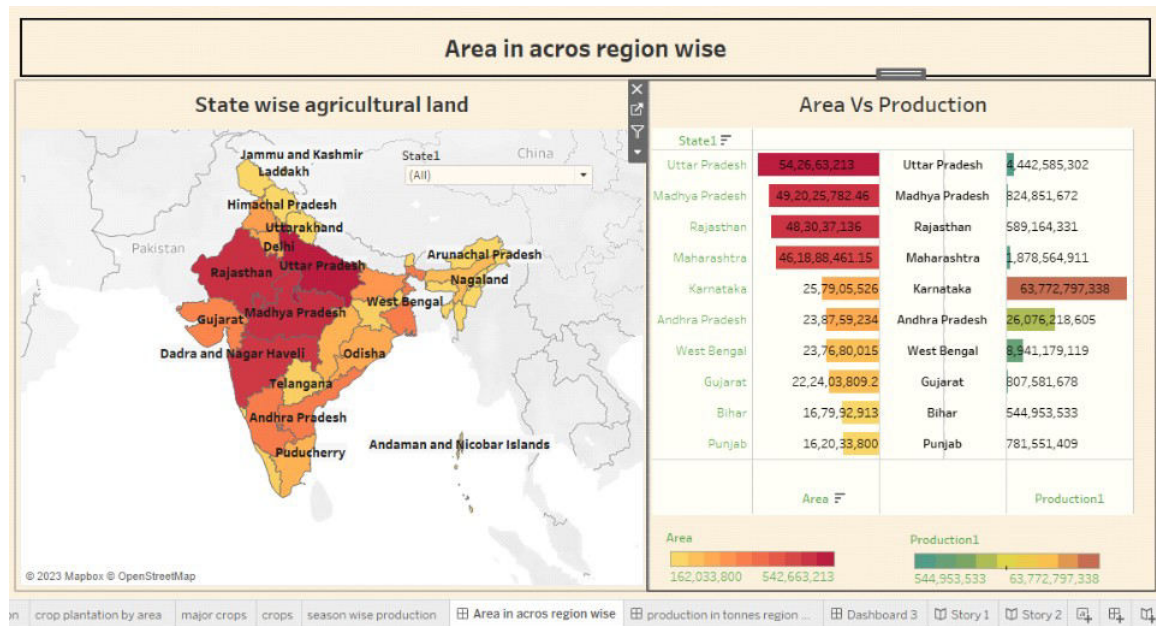 Area in acros region wise
State wise agricultural land
Area Vs Production
Jammu and Kashmir
Laddakh
State1
(All)
China
Himachal Pradesh
Uttarakhand
Pakistan
Delhi
Arunachal Pradesh
Rajasthan
Uttar Pradesh
Nagaland
West Bengal
Gujarat
Madhya Pradesh
Dadra and Nagar Haveli
Odisha
Telangana
Andhra Pradesh
Andaman and Nicobar Islands
Puducherry
© 2023 Mapbox © OpenStreetMap
State1
Uttar Pradesh 54,26,63,213 Uttar Pradesh 4,442,585,302
Madhya Pradesh 49,20,25,782.46 Madhya Pradesh 824,851,672
Rajasthan 48,30,37,136 Rajasthan 589,164,331
Maharashtra 46,18,88,461.15 Maharashtra 1,878,564,911
Karnataka 25,79,05,526 Karnataka 63,772,797,338
Andhra Pradesh 23,87,59,234 Andhra Pradesh 26,076,218,605
West Bengal 23,76,80,015 West Bengal 8,941,179,119
Gujarat 22,24,03,809.2 Gujarat 807,581,678
Bihar 16,79,92,913 Bihar 544,953,533
Punjab 16,20,33,800 Punjab 781,551,409
Area Production1
Area
162,033,800 542,663,213
Production1
544,953,533 63,772,797,338
on crop plantation by area major crops crops season wise production Area in acros region wise production in tonnes region ... Dashboard 3 Story 1 Story 2